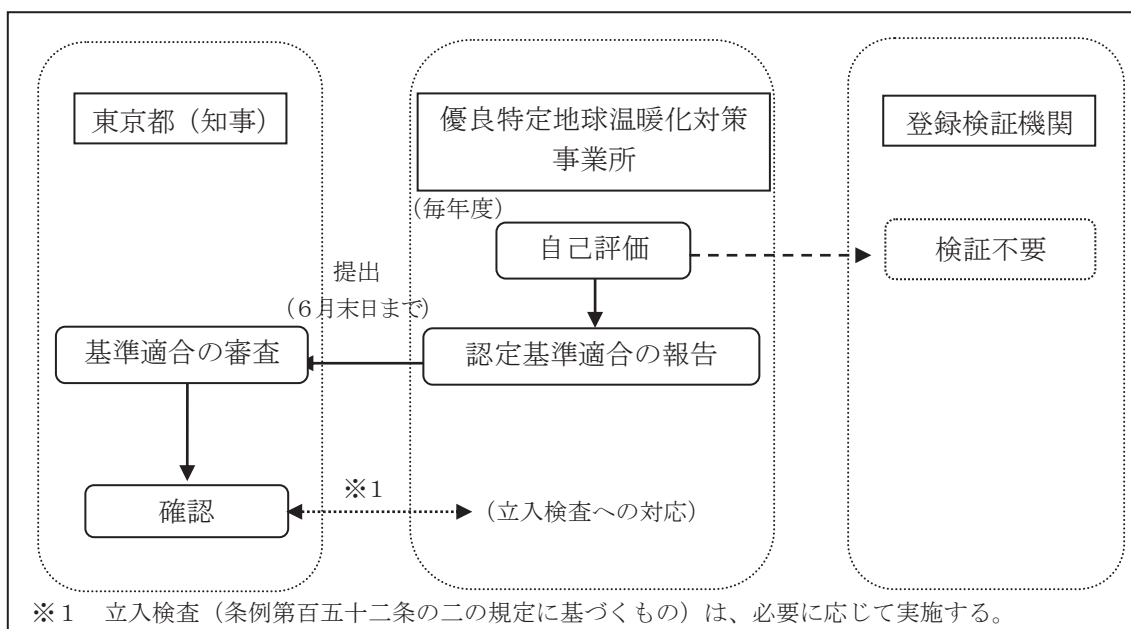 東京都（知事）
優良特定地球温暖化対策
事業所
登録検証機関
（毎年度）
自己評価
検証不要
提出
（６月末日まで）
基準適合の審査
認定基準適合の報告
確認
※1
（立入検査への対応）
※１　立入検査（条例第百五十二条の二の規定に基づくもの）は、必要に応じて実施する。